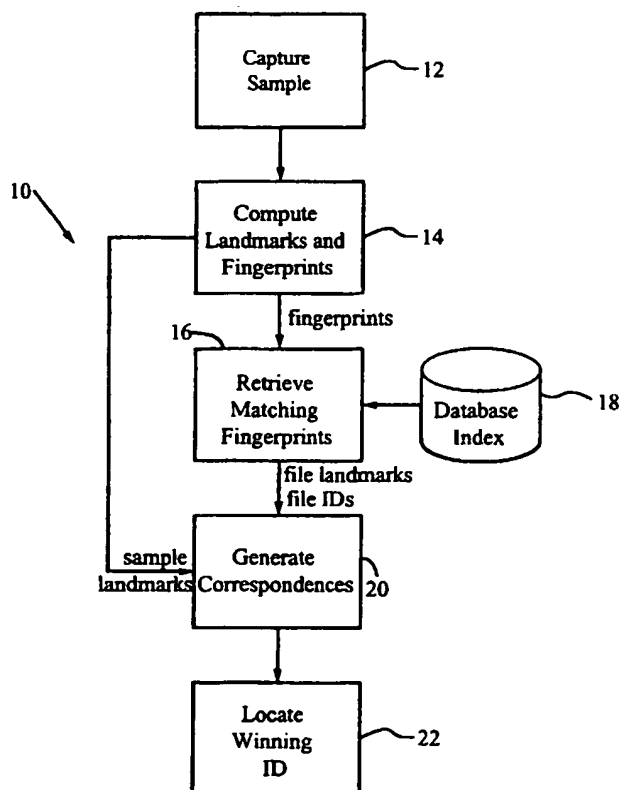 Capture
Sample
12
10
Compute
Landmarks and
Fingerprints
14
fingerprints
16
Retrieve
Matching
Fingerprints
Database
Index
18
file landmarks
file IDs
sample
landmarks
Generate
Correspondences
20
Locate
Winning
ID
22